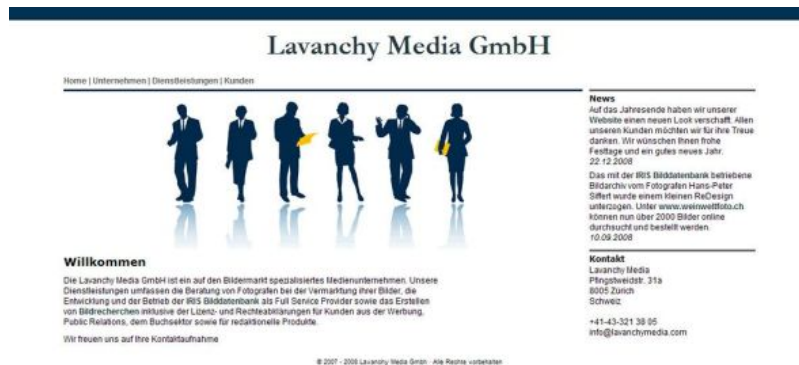 Lavanchy Media GmbH
Home | Unternehmen | Dienstleistungen | Kunden
Willkommen
Die Lavanchy Media GmbH ist ein auf den Bildermarkt spezialisiertes Medienunternehmen. Unsere
Dienstleistungen umfassen die Beratung von Fotografen bei der Vermarktung ihrer Bilder, die
Entwicklung und der Betrieb der IRIS Bilddatenbank als Full Service Provider sowie das Erstellen
von Bildrecherchen inklusive der Lizenz- und Rechteabklärungen für Kunden aus der Werbung,
Public Relations, dem Buchsektor sowie für redaktionelle Produkte.
Wir freuen uns auf Ihre Kontaktaufnahme
News
Auf das Jahresende haben wir unserer
Website einen neuen Look verschafft. Allen
unseren Kunden möchten wir für ihre Treue
danken. Wir wünschen Ihnen frohe
Festtage und ein gutes neues Jahr.
22.12.2008
Das mit der IRIS Bilddatenbank betriebene
Bildarchiv vom Fotografen Hans-Peter
Siffert wurde einem kleinen ReDesign
unterzogen. Unter www.weinweltfoto.ch
können nun über 2000 Bilder online
durchsucht und bestellt werden.
10.09.2008
Kontakt
Lavanchy Media
Pfingstweidstr. 31a
8005 Zürich
Schweiz
+41-43-321 38 05
info@lavanchymedia.com
© 2007 - 2008 Lavanchy Media GmbH · Alle Rechte vorbehalten